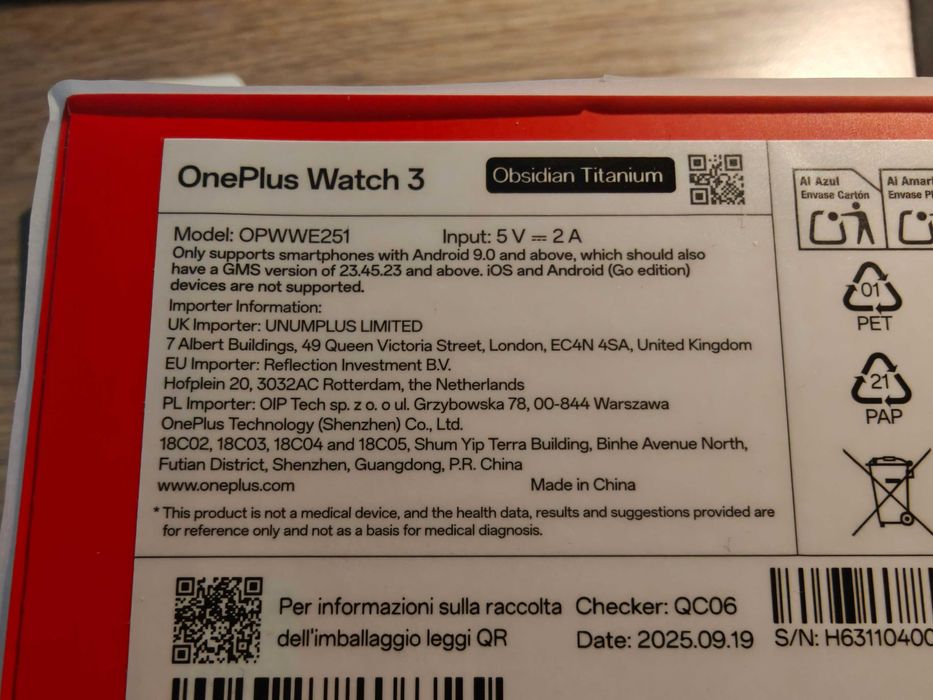 OnePlus Watch 3
Obsidian Titanium
Model: OPWWE251
Input: 5 V ⎓ 2 A
Only supports smartphones with Android 9.0 and above, which should also
have a GMS version of 23.45.23 and above. iOS and Android (Go edition)
devices are not supported.
Importer Information:
UK Importer: UNUMPLUS LIMITED
7 Albert Buildings, 49 Queen Victoria Street, London, EC4N 4SA, United Kingdom
EU Importer: Reflection Investment B.V.
Hofplein 20, 3032AC Rotterdam, the Netherlands
PL Importer: OIP Tech sp. z o. o ul. Grzybowska 78, 00-844 Warszawa
OnePlus Technology (Shenzhen) Co., Ltd.
18C02, 18C03, 18C04 and 18C05, Shum Yip Terra Building, Binhe Avenue North,
Futian District, Shenzhen, Guangdong, P.R. China
www.oneplus.com
Made in China
* This product is not a medical device, and the health data, results and suggestions provided are
for reference only and not as a basis for medical diagnosis.
Al Azul
Envase Cartón
Al Amar
Envase Pl
01
PET
21
PAP
Per informazioni sulla raccolta
dell'imballaggio leggi QR
Checker: QC06
Date: 2025.09.19
S/N: H63110400